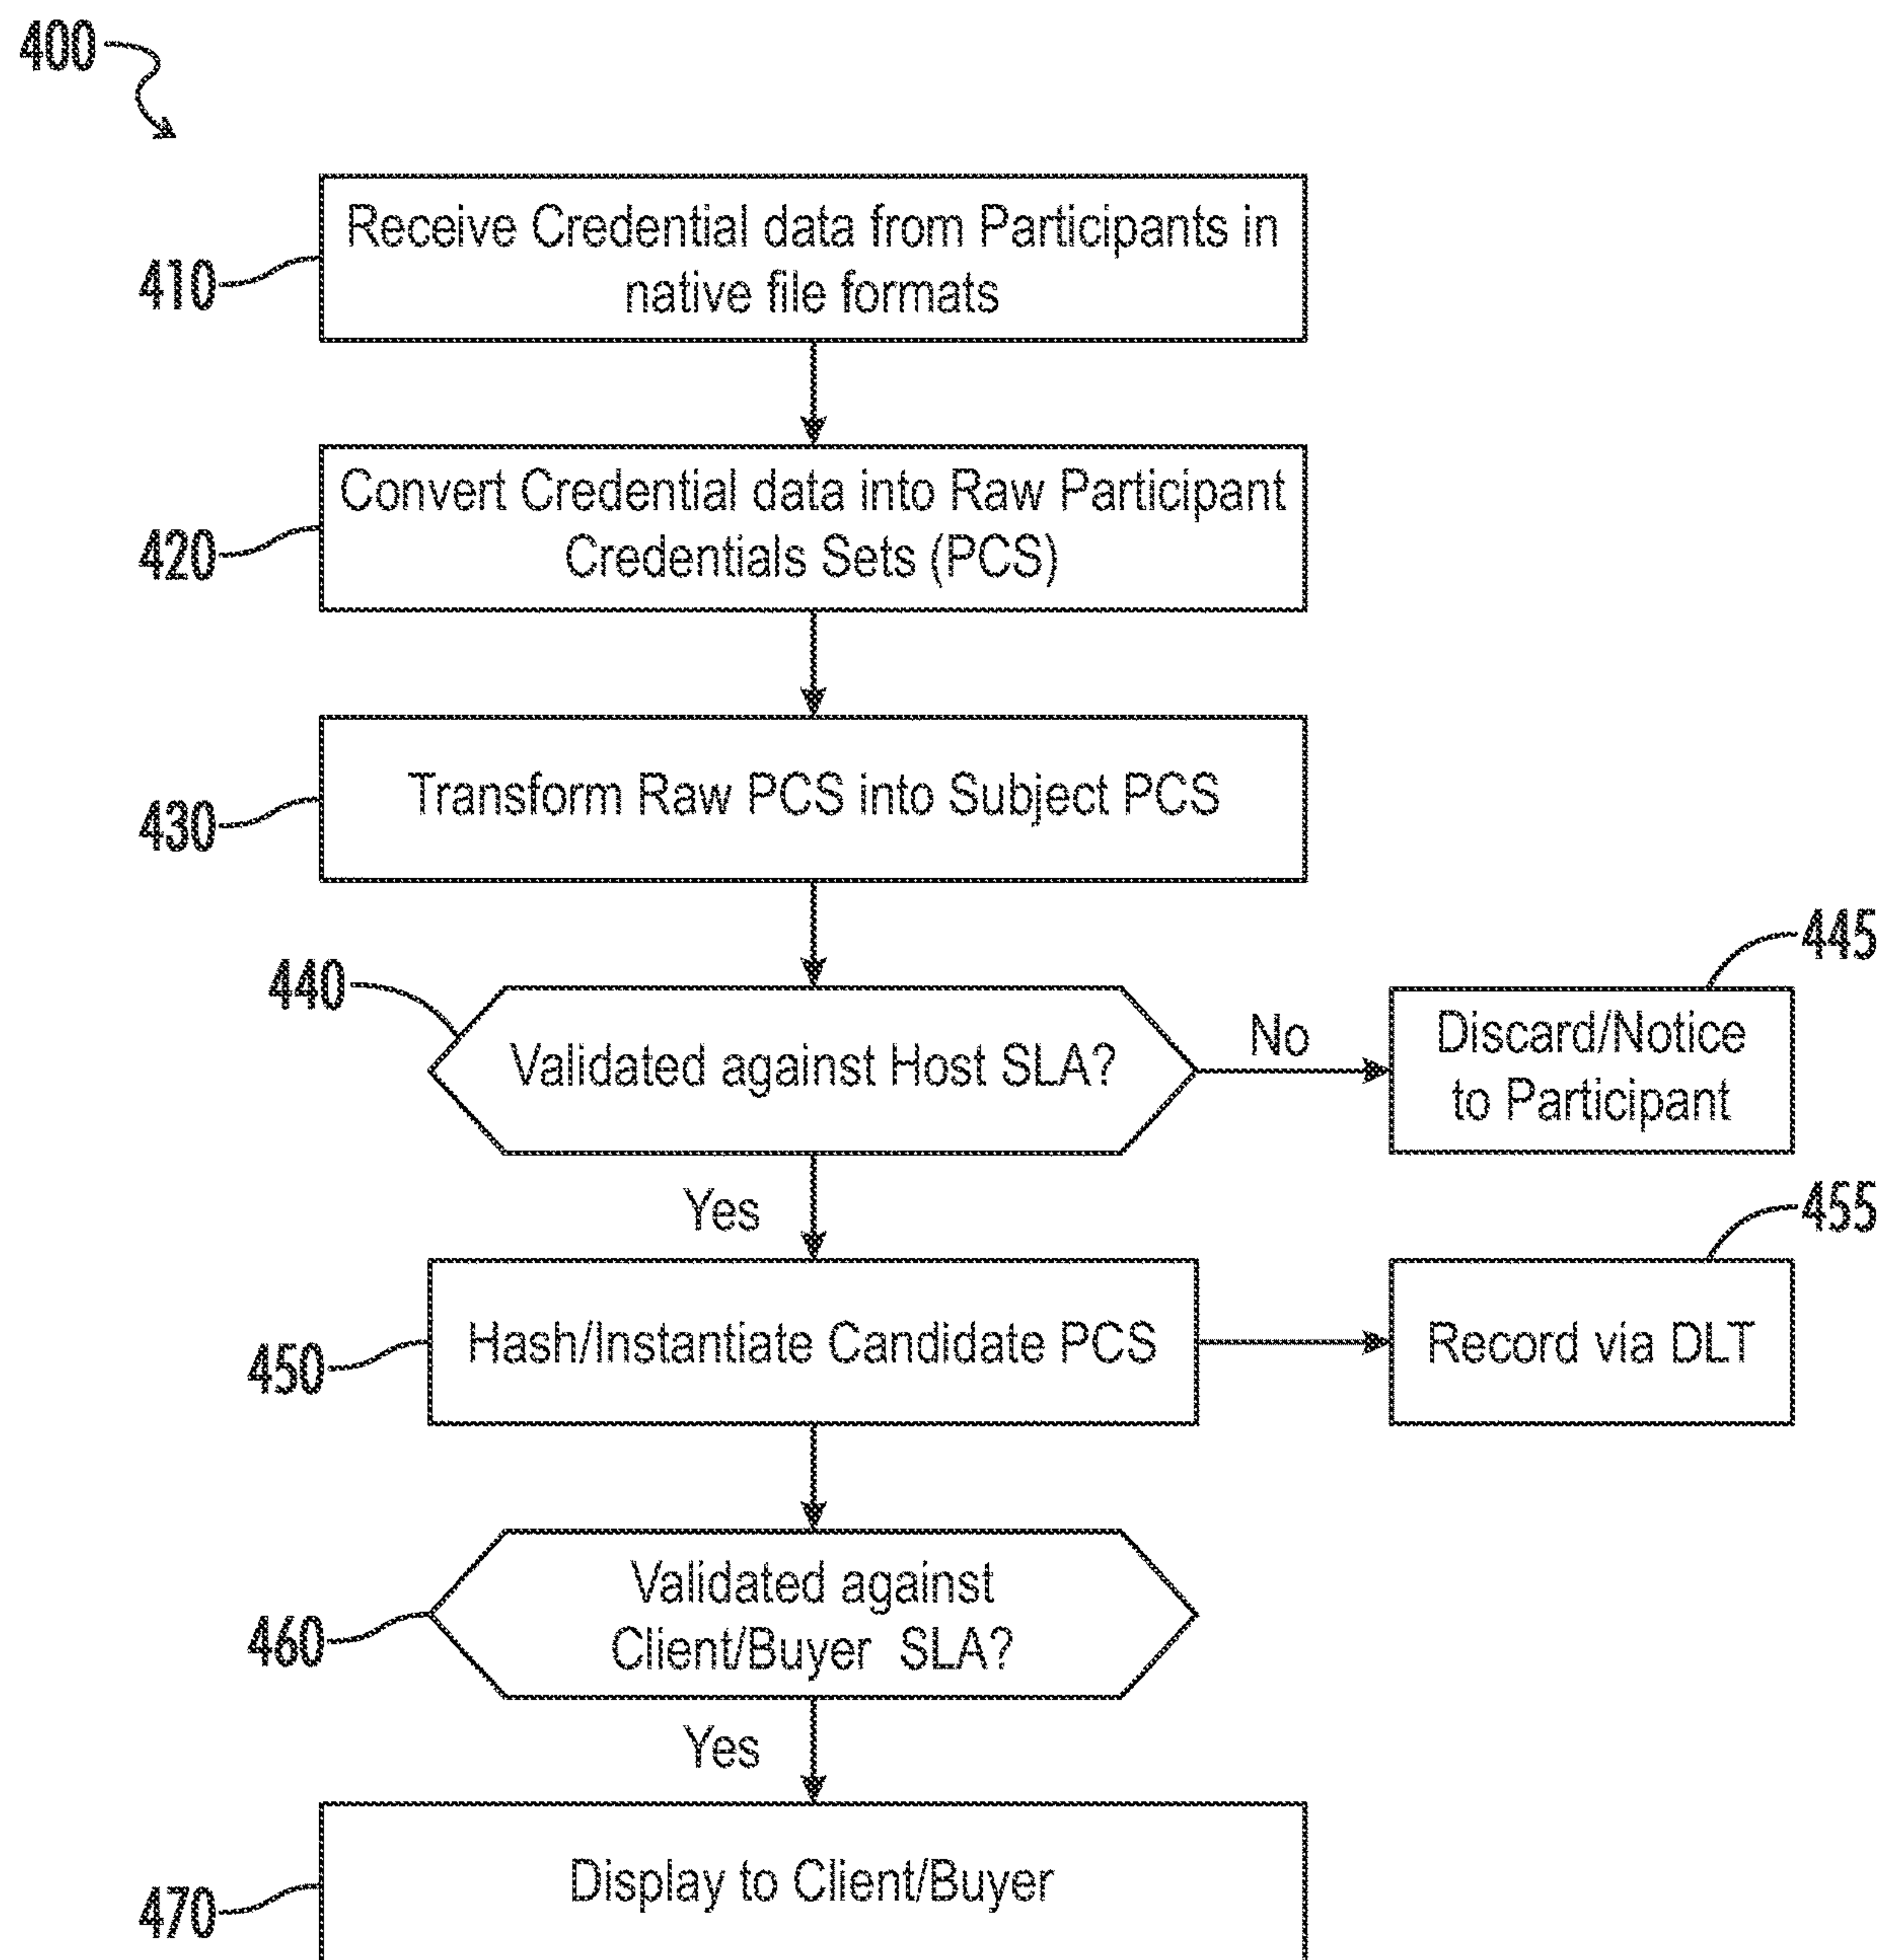 400
Receive Credential data from Participants in
native file formats
410
Convert Credential data into Raw Participant
Credentials Sets (PCS)
420
Transform Raw PCS into Subject PCS
430
440
Validated against Host SLA?
No
445
Discard/Notice
to Participant
Yes
455
Hash/Instantiate Candidate PCS
450
Record via DLT
Validated against
Client/Buyer SLA?
460
Yes
Display to Client/Buyer
470